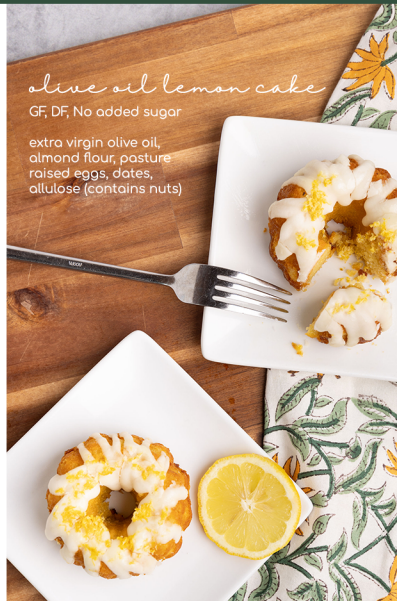 olive oil lemon cake
GF, DF, No added sugar
extra virgin olive oil,
almond flour, pasture
raised eggs, dates,
allulose (contains nuts)